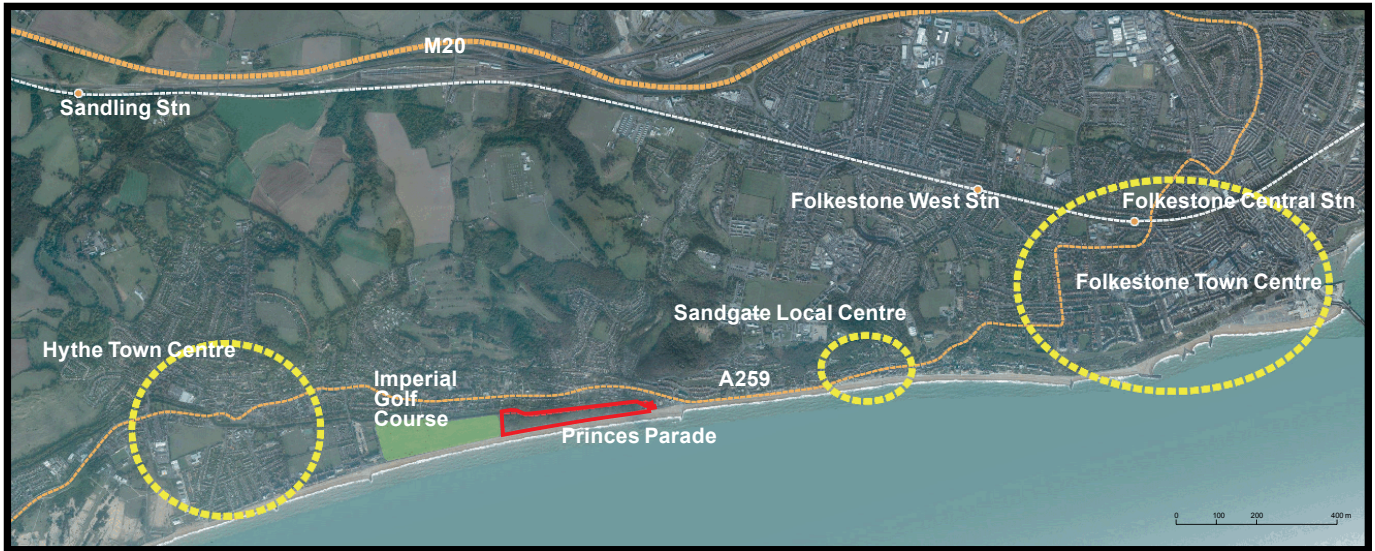 M20
Sandling Stn
Folkestone West Stn
Folkestone Central Stn
Folkestone Town Centre
Sandgate Local Centre
Hythe Town Centre
Imperial
Golf
Course
A259
Princes Parade
0 100 200 400 m